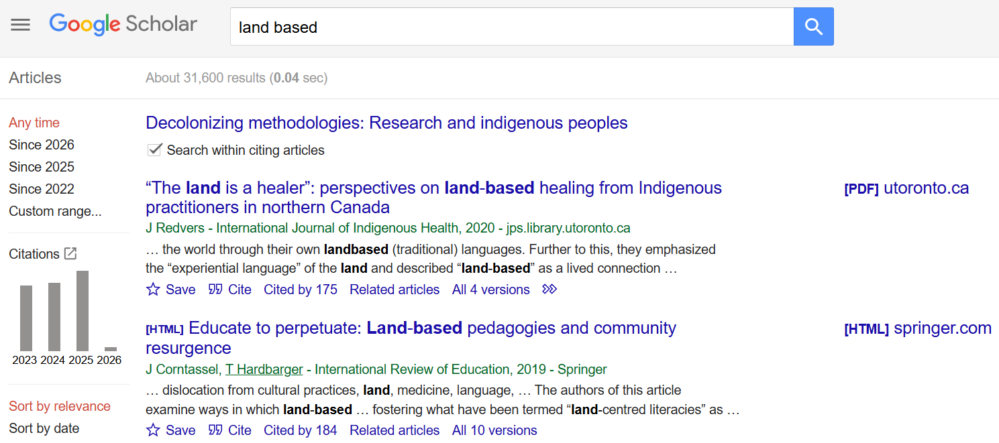 Google Scholar
land based
Articles
About 31,600 results (0.04 sec)
Any time
Since 2026
Since 2025
Since 2022
Custom range...
Citations
2023 2024 2025 2026
Sort by relevance
Sort by date
Decolonizing methodologies: Research and indigenous peoples
Search within citing articles
“The land is a healer”: perspectives on land-based healing from Indigenous
practitioners in northern Canada
[PDF] utoronto.ca
J Redvers - International Journal of Indigenous Health, 2020 - jps.library.utoronto.ca
… the world through their own landbased (traditional) languages. Further to this, they emphasized
the “experiential language” of the land and described “land-based” as a lived connection …
Save Cite Cited by 175 Related articles All 4 versions
[HTML] Educate to perpetuate: Land-based pedagogies and community
resurgence
[HTML] springer.com
J Corntassel, T Hardbarger - International Review of Education, 2019 - Springer
… dislocation from cultural practices, land, medicine, language, … The authors of this article
examine ways in which land-based … fostering what have been termed “land-centred literacies” as …
Save Cite Cited by 184 Related articles All 10 versions